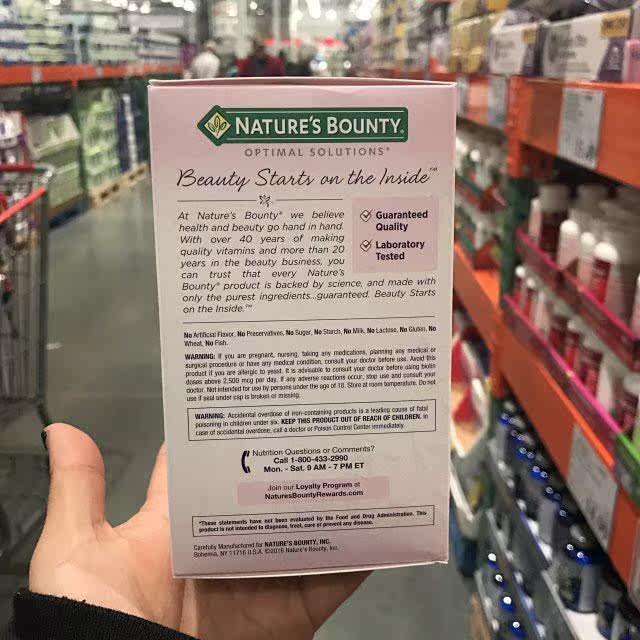 NATURE'S BOUNTY®
OPTIMAL SOLUTIONS®
Beauty Starts on the Inside™
At Nature's Bounty® we believe
health and beauty go hand in hand.
With over 40 years of making
quality vitamins and more than 20
years in the beauty business, you
can trust that every Nature's
Bounty® product is backed by science, and made with
only the purest ingredients...guaranteed. Beauty Starts
on the Inside.™
Guaranteed
Quality
Laboratory
Tested
No Artificial Flavor, No Preservatives, No Sugar, No Starch, No Milk, No Lactose, No Gluten, No
Wheat, No Fish.
WARNING: If you are pregnant, nursing, taking any medications, planning any medical or
surgical procedure or have any medical condition, consult your doctor before use. Avoid this
product if you are allergic to yeast. It is advisable to consult your doctor before using biotin
doses above 2,500 mcg per day. If any adverse reactions occur, stop use and consult your
doctor. Not intended for use by persons under the age of 18. Store at room temperature. Do not
use if seal under cap is broken or missing.
WARNING: Accidental overdose of iron-containing products is a leading cause of fatal
poisoning in children under six. KEEP THIS PRODUCT OUT OF REACH OF CHILDREN. In
case of accidental overdose, call a doctor or Poison Control Center immediately.
Nutrition Questions or Comments?
Call 1-800-433-2990
Mon. - Sat. 9 AM - 7 PM ET
Join our Loyalty Program at
NaturesBountyRewards.com
*These statements have not been evaluated by the Food and Drug Administration. This
product is not intended to diagnose, treat, cure or prevent any disease.
Carefully Manufactured for NATURE'S BOUNTY, INC.
Bohemia, NY 11716 U.S.A. ©2016 Nature's Bounty, Inc.